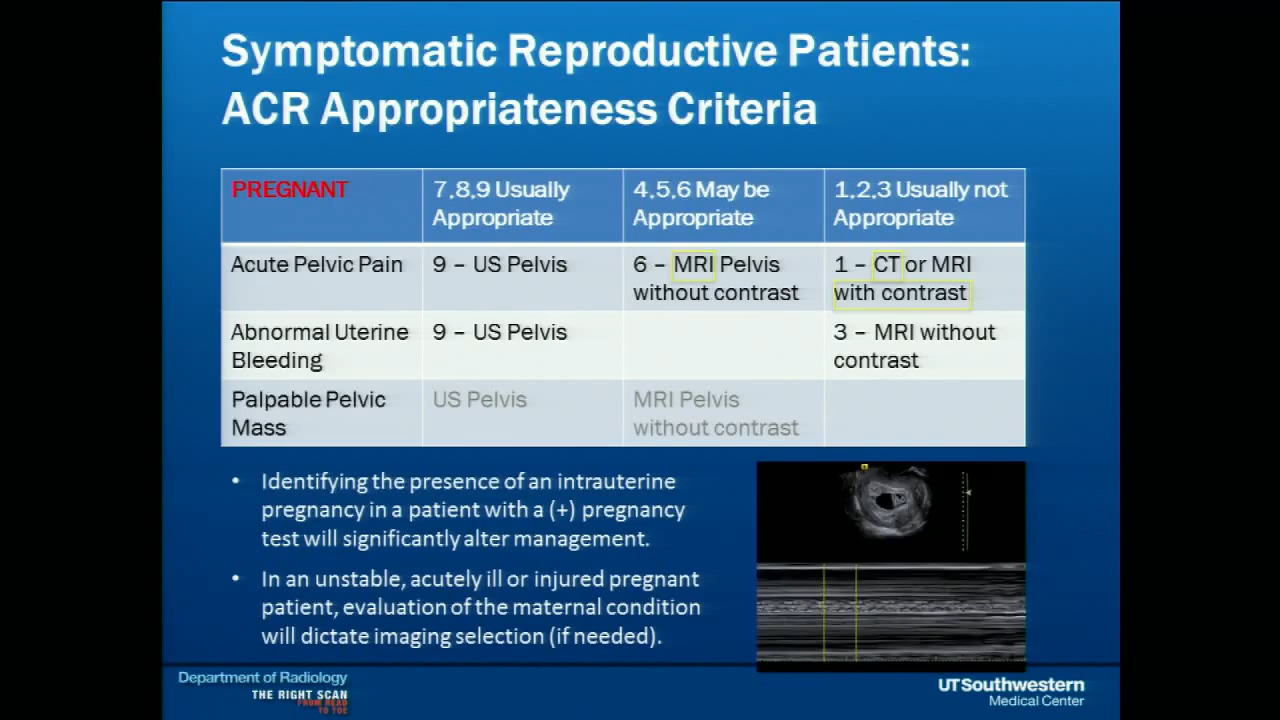 Symptomatic Reproductive Patients:
ACR Appropriateness Criteria
PREGNANT
7,8,9 Usually
Appropriate
4,5,6 May be
Appropriate
1,2,3 Usually not
Appropriate
Acute Pelvic Pain
9 – US Pelvis
6 – MRI Pelvis
without contrast
1 – CT or MRI
with contrast
Abnormal Uterine
Bleeding
9 – US Pelvis
3 – MRI without
contrast
Palpable Pelvic
Mass
US Pelvis
MRI Pelvis
without contrast
• Identifying the presence of an intrauterine
pregnancy in a patient with a (+) pregnancy
test will significantly alter management.
• In an unstable, acutely ill or injured pregnant
patient, evaluation of the maternal condition
will dictate imaging selection (if needed).
Department of Radiology
THE RIGHT SCAN
FROM HEAD
TO TOE
UTSouthwestern
Medical Center